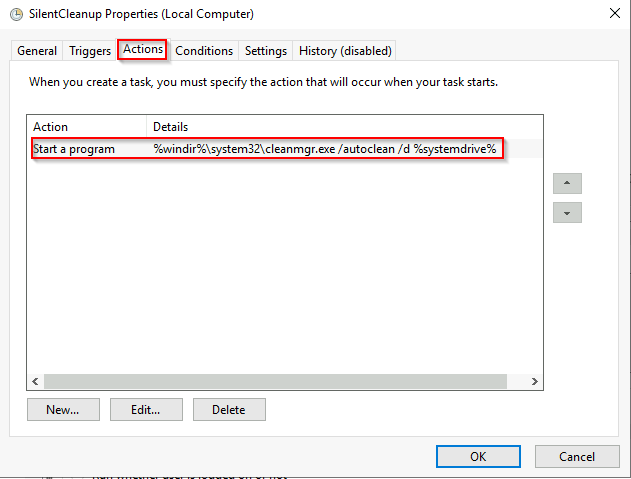 SilentCleanup Properties (Local Computer)
General Triggers Actions Conditions Settings History (disabled)
When you create a task, you must specify the action that will occur when your task starts.
Action Details
Start a program %windir%\system32\cleanmgr.exe /autoclean /d %systemdrive%
New... Edit... Delete
OK Cancel